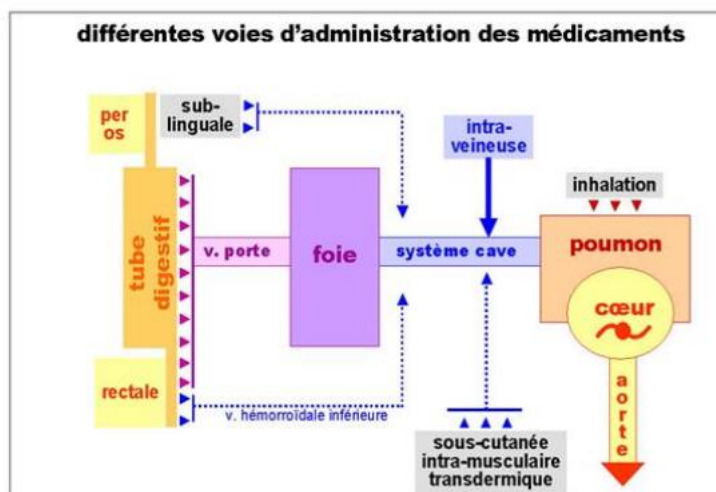 différentes voies d'administration des médicaments
per
os
sub-
linguale
intra-
veineuse
inhalation
tube
digestif
v. porte
foie
système cave
poumon
cœur
rectale
v. hémorroïdale inférieure
aorte
sous-cutanée
intra-musculaire
transdermique